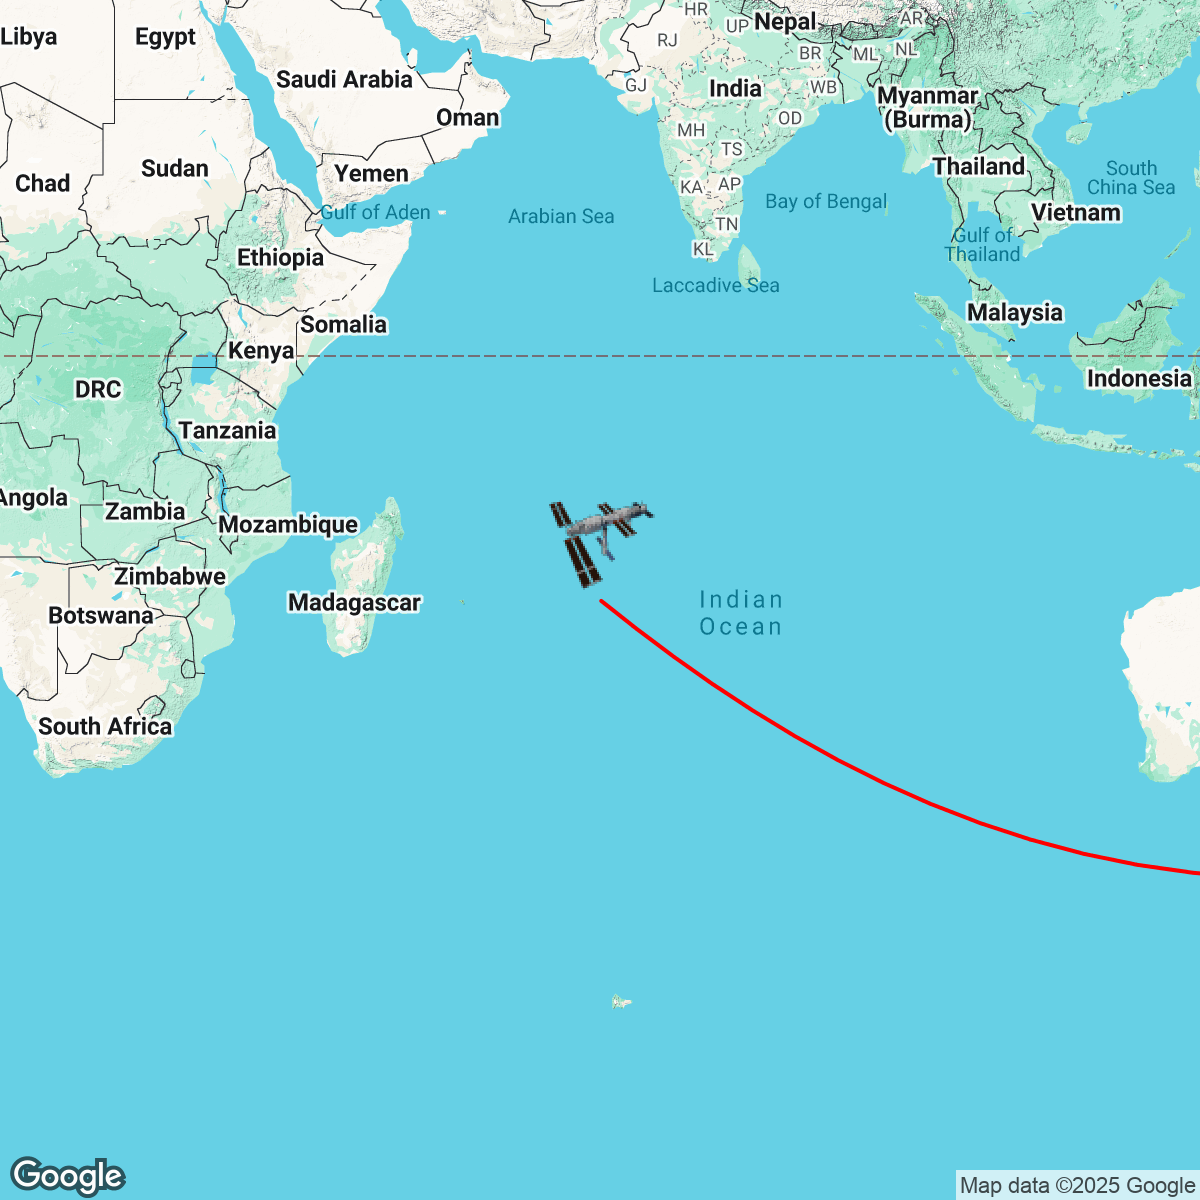 Libya
Egypt
Saudi Arabia
Oman
Chad
Sudan
Yemen
Gulf of Aden
Arabian Sea
Ethiopia
Somalia
Kenya
DRC
Tanzania
Angola
Zambia
Mozambique
Zimbabwe
Botswana
Madagascar
South Africa
HR
RJ
UP
Nepal
AR
BR
ML
NL
GJ
India
WB
Myanmar
(Burma)
MH
OD
TS
KA
AP
TN
KL
Bay of Bengal
Laccadive Sea
Thailand
South
China Sea
Vietnam
Gulf of
Thailand
Malaysia
Indonesia
Indian
Ocean
Google
Map data ©2025 Google